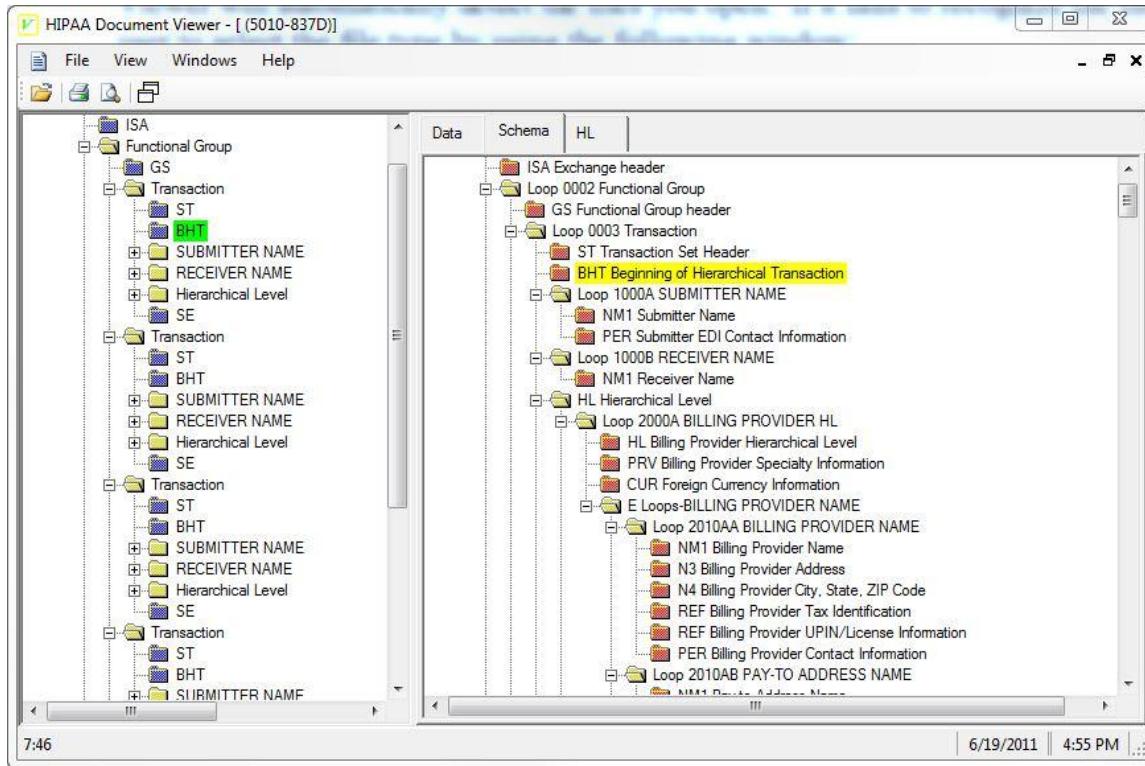 HIPAA Document Viewer - [ (5010-837D)]
File View Windows Help
ISA
Functional Group
GS
Transaction
ST
BHT
SUBMITTER NAME
RECEIVER NAME
Hierarchical Level
SE
Transaction
ST
BHT
SUBMITTER NAME
RECEIVER NAME
Hierarchical Level
SE
Transaction
ST
BHT
SUBMITTER NAME
RECEIVER NAME
Hierarchical Level
SE
Transaction
ST
BHT
SUBMITTER NAME
Data Schema HL
ISA Exchange header
Loop 0002 Functional Group
GS Functional Group header
Loop 0003 Transaction
ST Transaction Set Header
BHT Beginning of Hierarchical Transaction
Loop 1000A SUBMITTER NAME
NM1 Submitter Name
PER Submitter EDI Contact Information
Loop 1000B RECEIVER NAME
NM1 Receiver Name
HL Hierarchical Level
Loop 2000A BILLING PROVIDER HL
HL Billing Provider Hierarchical Level
PRV Billing Provider Specialty Information
CUR Foreign Currency Information
E Loops-BILLING PROVIDER NAME
Loop 2010AA BILLING PROVIDER NAME
NM1 Billing Provider Name
N3 Billing Provider Address
N4 Billing Provider City, State, ZIP Code
REF Billing Provider Tax Identification
REF Billing Provider UPIN/License Information
PER Billing Provider Contact Information
Loop 2010AB PAY-TO ADDRESS NAME
NM1 Pay-to Address Name
7:46 6/19/2011 4:55 PM